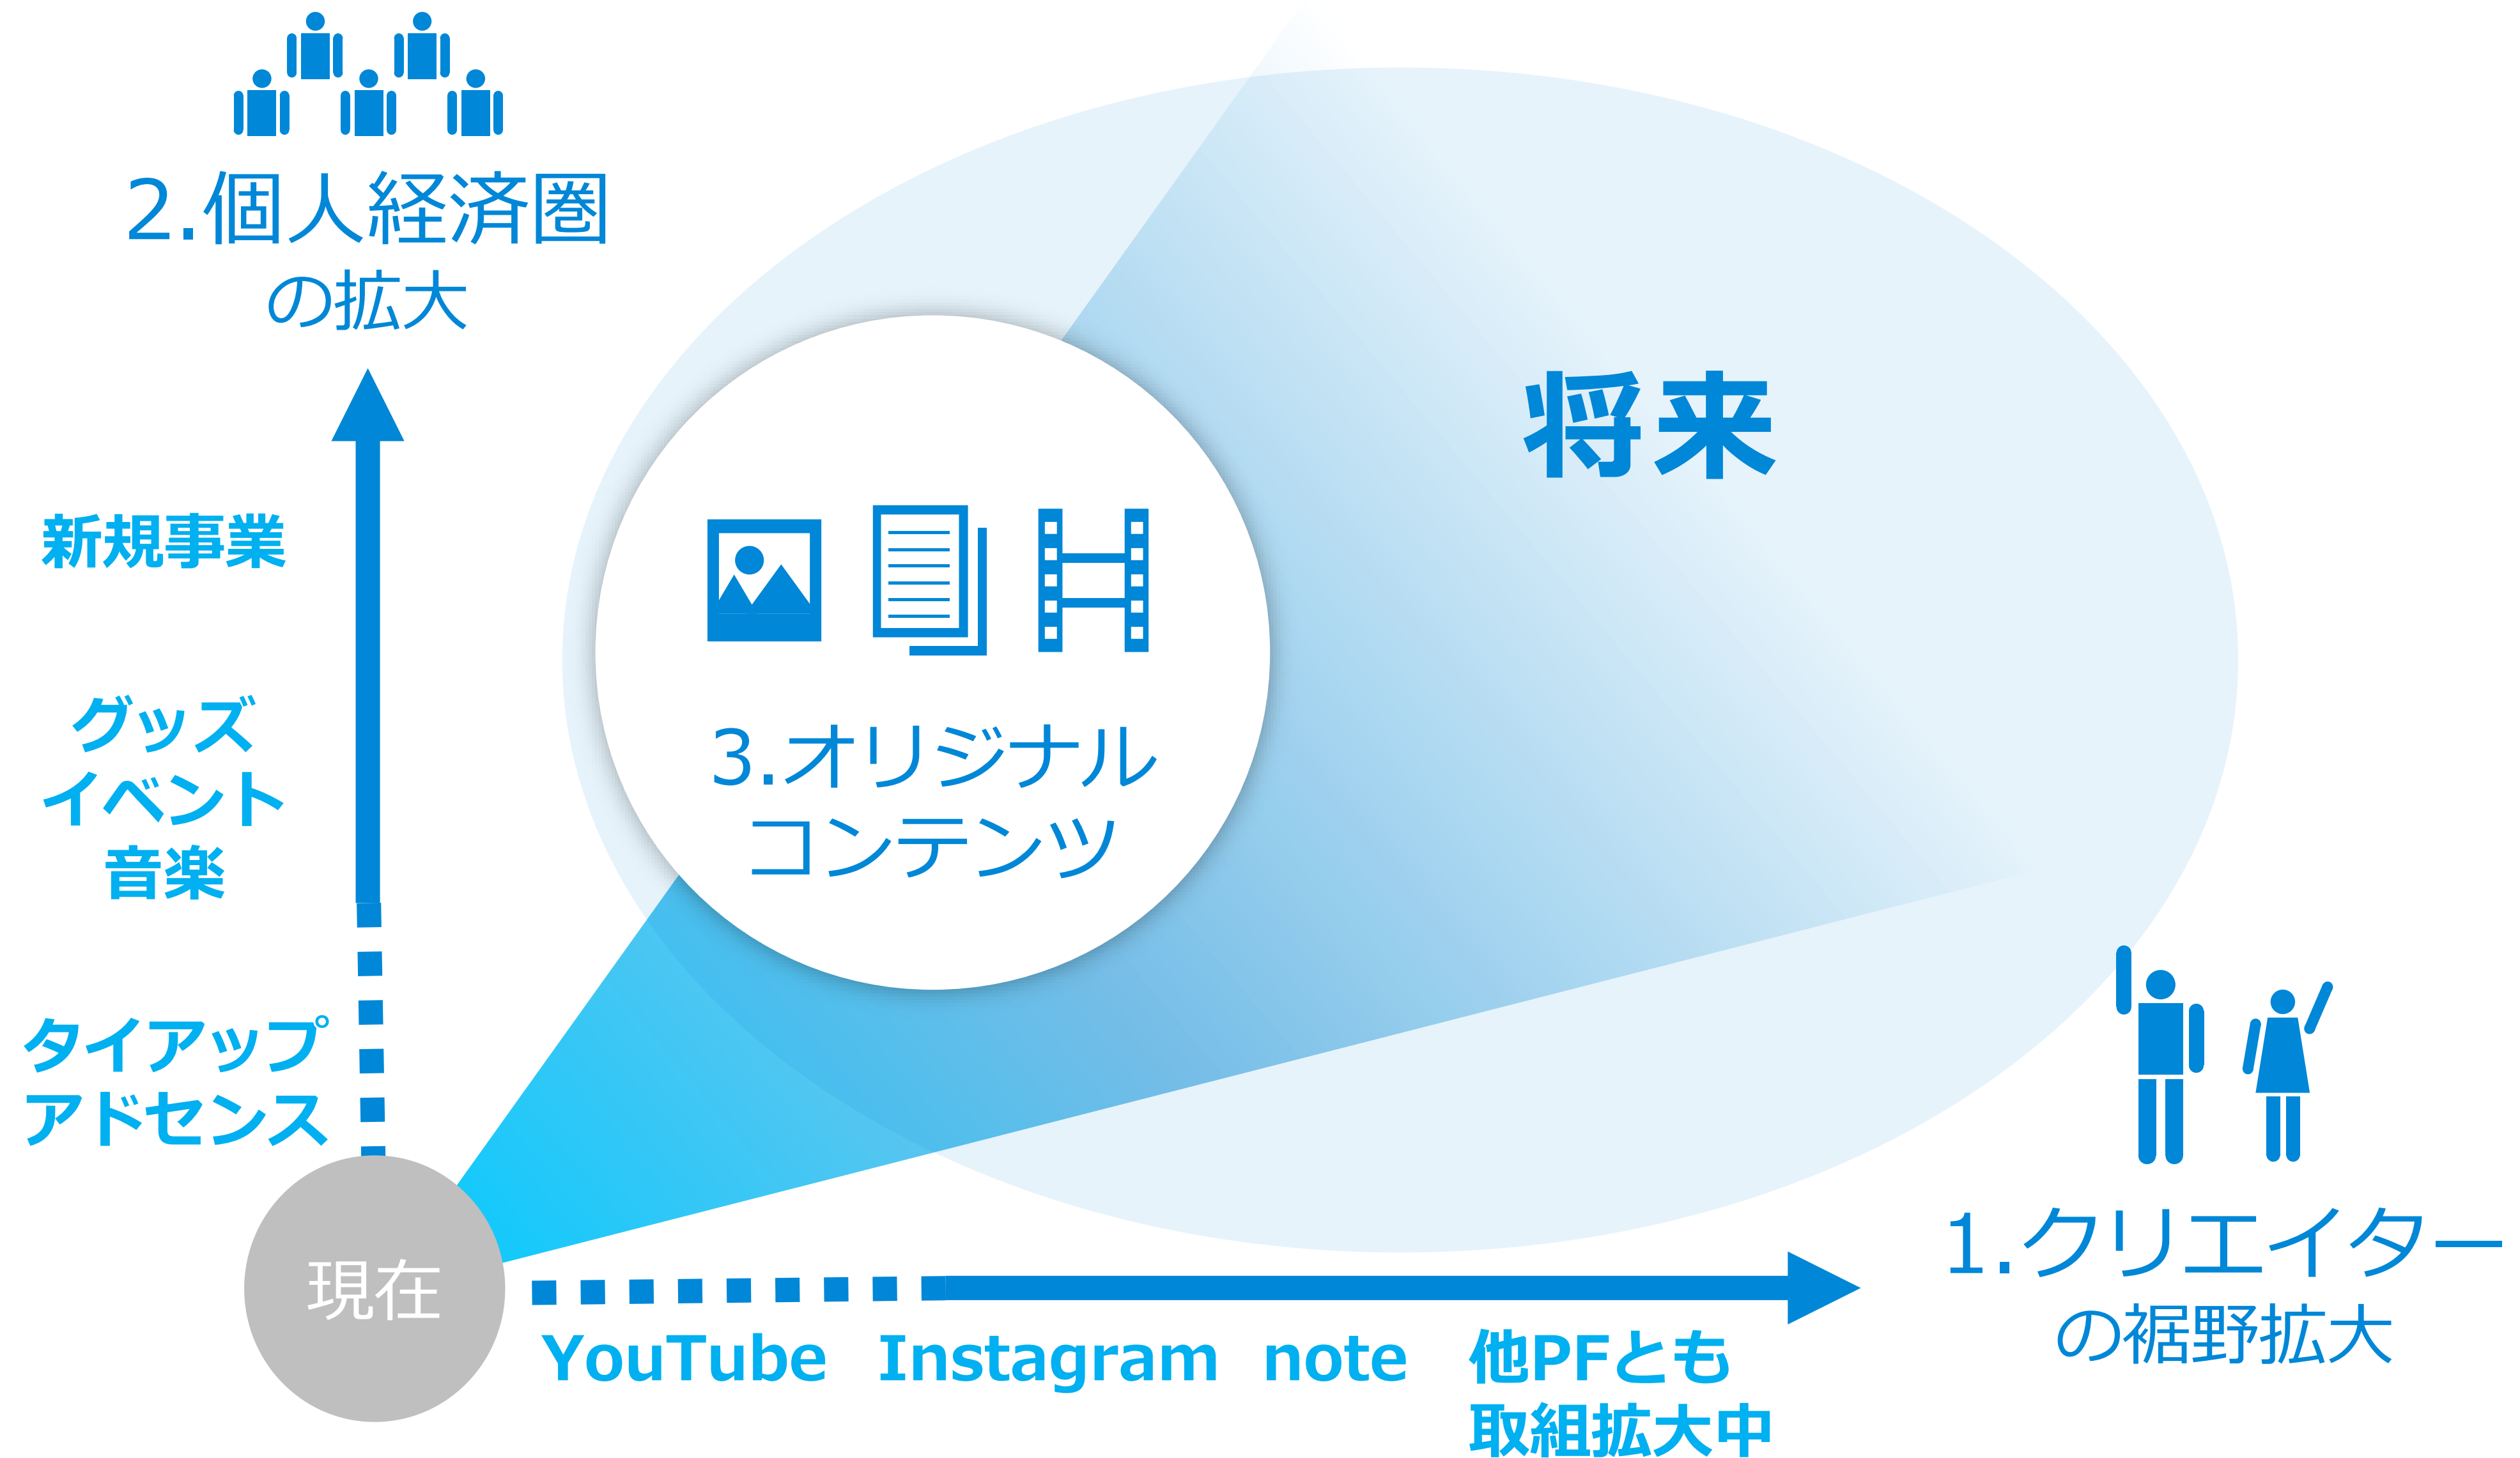 2.個人経済圏
の拡大
新規事業
グッズ
イベント
音楽
タイアップ
アドセンス
将来
3.オリジナル
コンテンツ
現在
1.クリエイター
の裾野拡大
YouTube Instagram note 他PFとも
取組拡大中